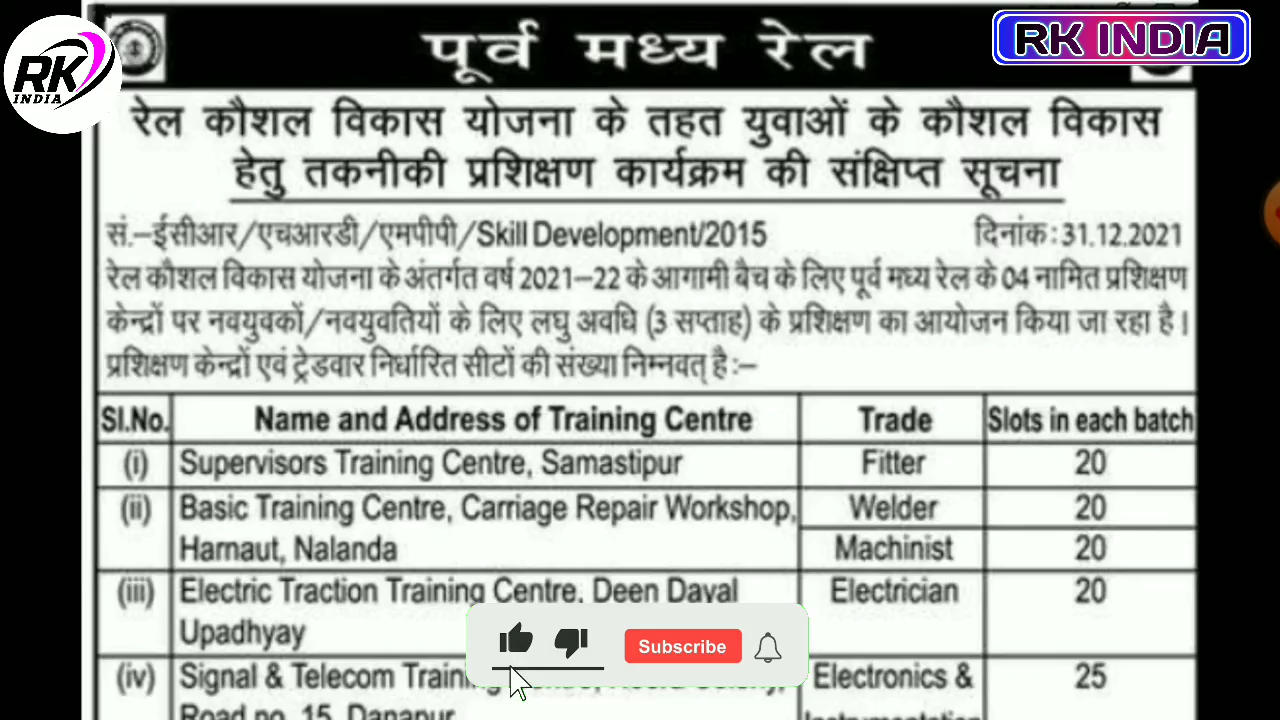 RK
INDIA
पूर्व मध्य रेल
RK INDIA
रेल कौशल विकास योजना के तहत युवाओं के कौशल विकास
हेतु तकनीकी प्रशिक्षण कार्यक्रम की संक्षिप्त सूचना
सं.–ईसीआर/एचआरडी/एमपीपी/Skill Development/2015 दिनांक : 31.12.2021
रेल कौशल विकास योजना के अंतर्गत वर्ष 2021–22 के आगामी बैच के लिए पूर्व मध्य रेल के 04 नामित प्रशिक्षण
केन्द्रों पर नवयुवकों/नवयुवतियों के लिए लघु अवधि (3 सप्ताह) के प्रशिक्षण का आयोजन किया जा रहा है।
प्रशिक्षण केन्द्रों एवं ट्रेडवार निर्धारित सीटों की संख्या निम्नवत् है :–
Sl.No. Name and Address of Training Centre Trade Slots in each batch
(i) Supervisors Training Centre, Samastipur Fitter 20
(ii) Basic Training Centre, Carriage Repair Workshop, Welder 20
Harnaut, Nalanda Machinist 20
(iii) Electric Traction Training Centre, Deen Dayal Electrician 20
Upadhyay
Subscribe
(iv) Signal & Telecom Training Electronics & 25
Road no. 15, Danapur Instrumentation